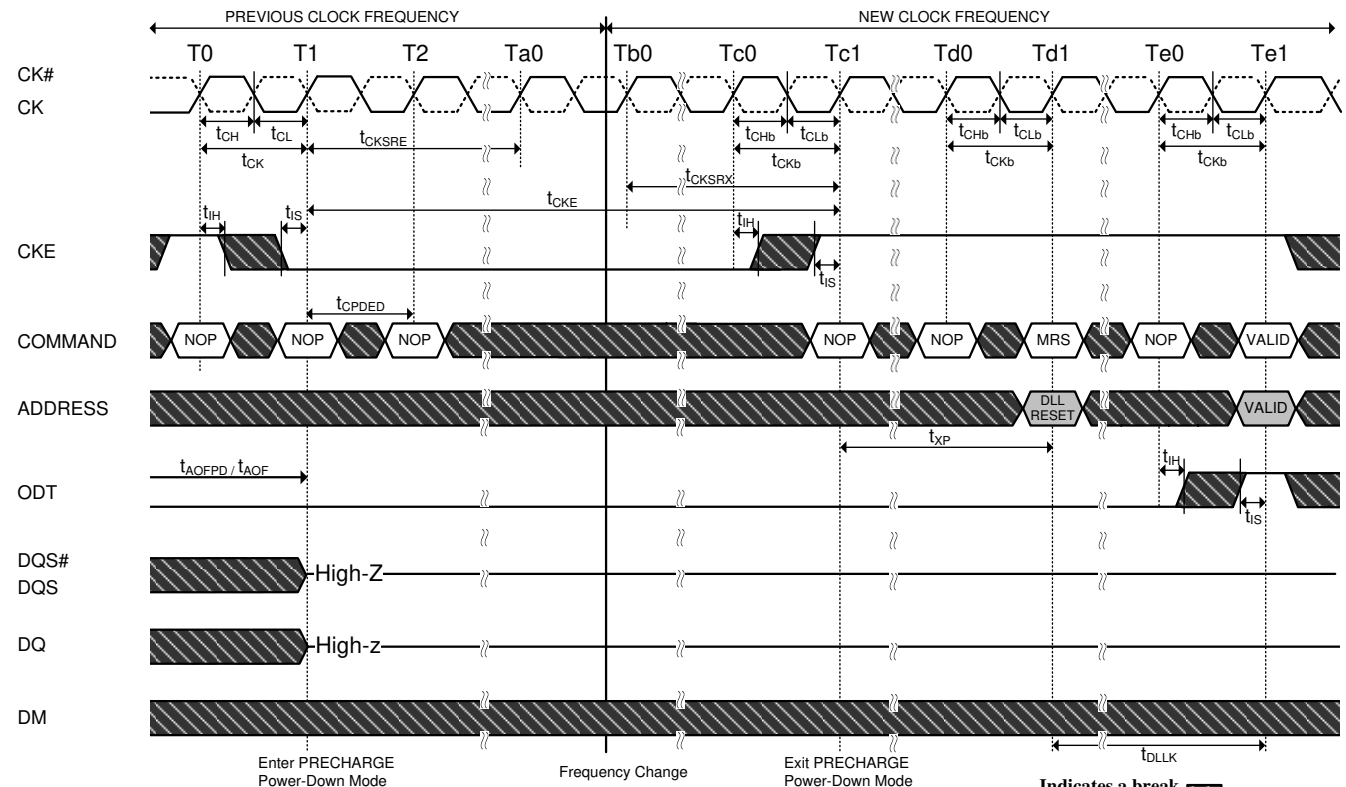 PREVIOUS CLOCK FREQUENCY NEW CLOCK FREQUENCY
T0 T1 T2 Ta0 Tb0 Tc0 Tc1 Td0 Td1 Te0 Te1
CK#
CK
tCH tCL tCHb tCLb tCHb tCLb tCHb tCLb
tCK tCKSRE tCKb tCKb tCKb
tCKSRX
tCKE
tIH tIS tIH
CKE
tIS
tCPDED
COMMAND NOP NOP NOP NOP NOP MRS NOP VALID
ADDRESS DLL RESET VALID
tXP
tAOFPD / tAOF tIH
ODT
tIS
DQS#
High-Z
DQS
DQ High-z
DM
tDLLK
Enter PRECHARGE Power-Down Mode
Frequency Change
Exit PRECHARGE Power-Down Mode
Indicates a break